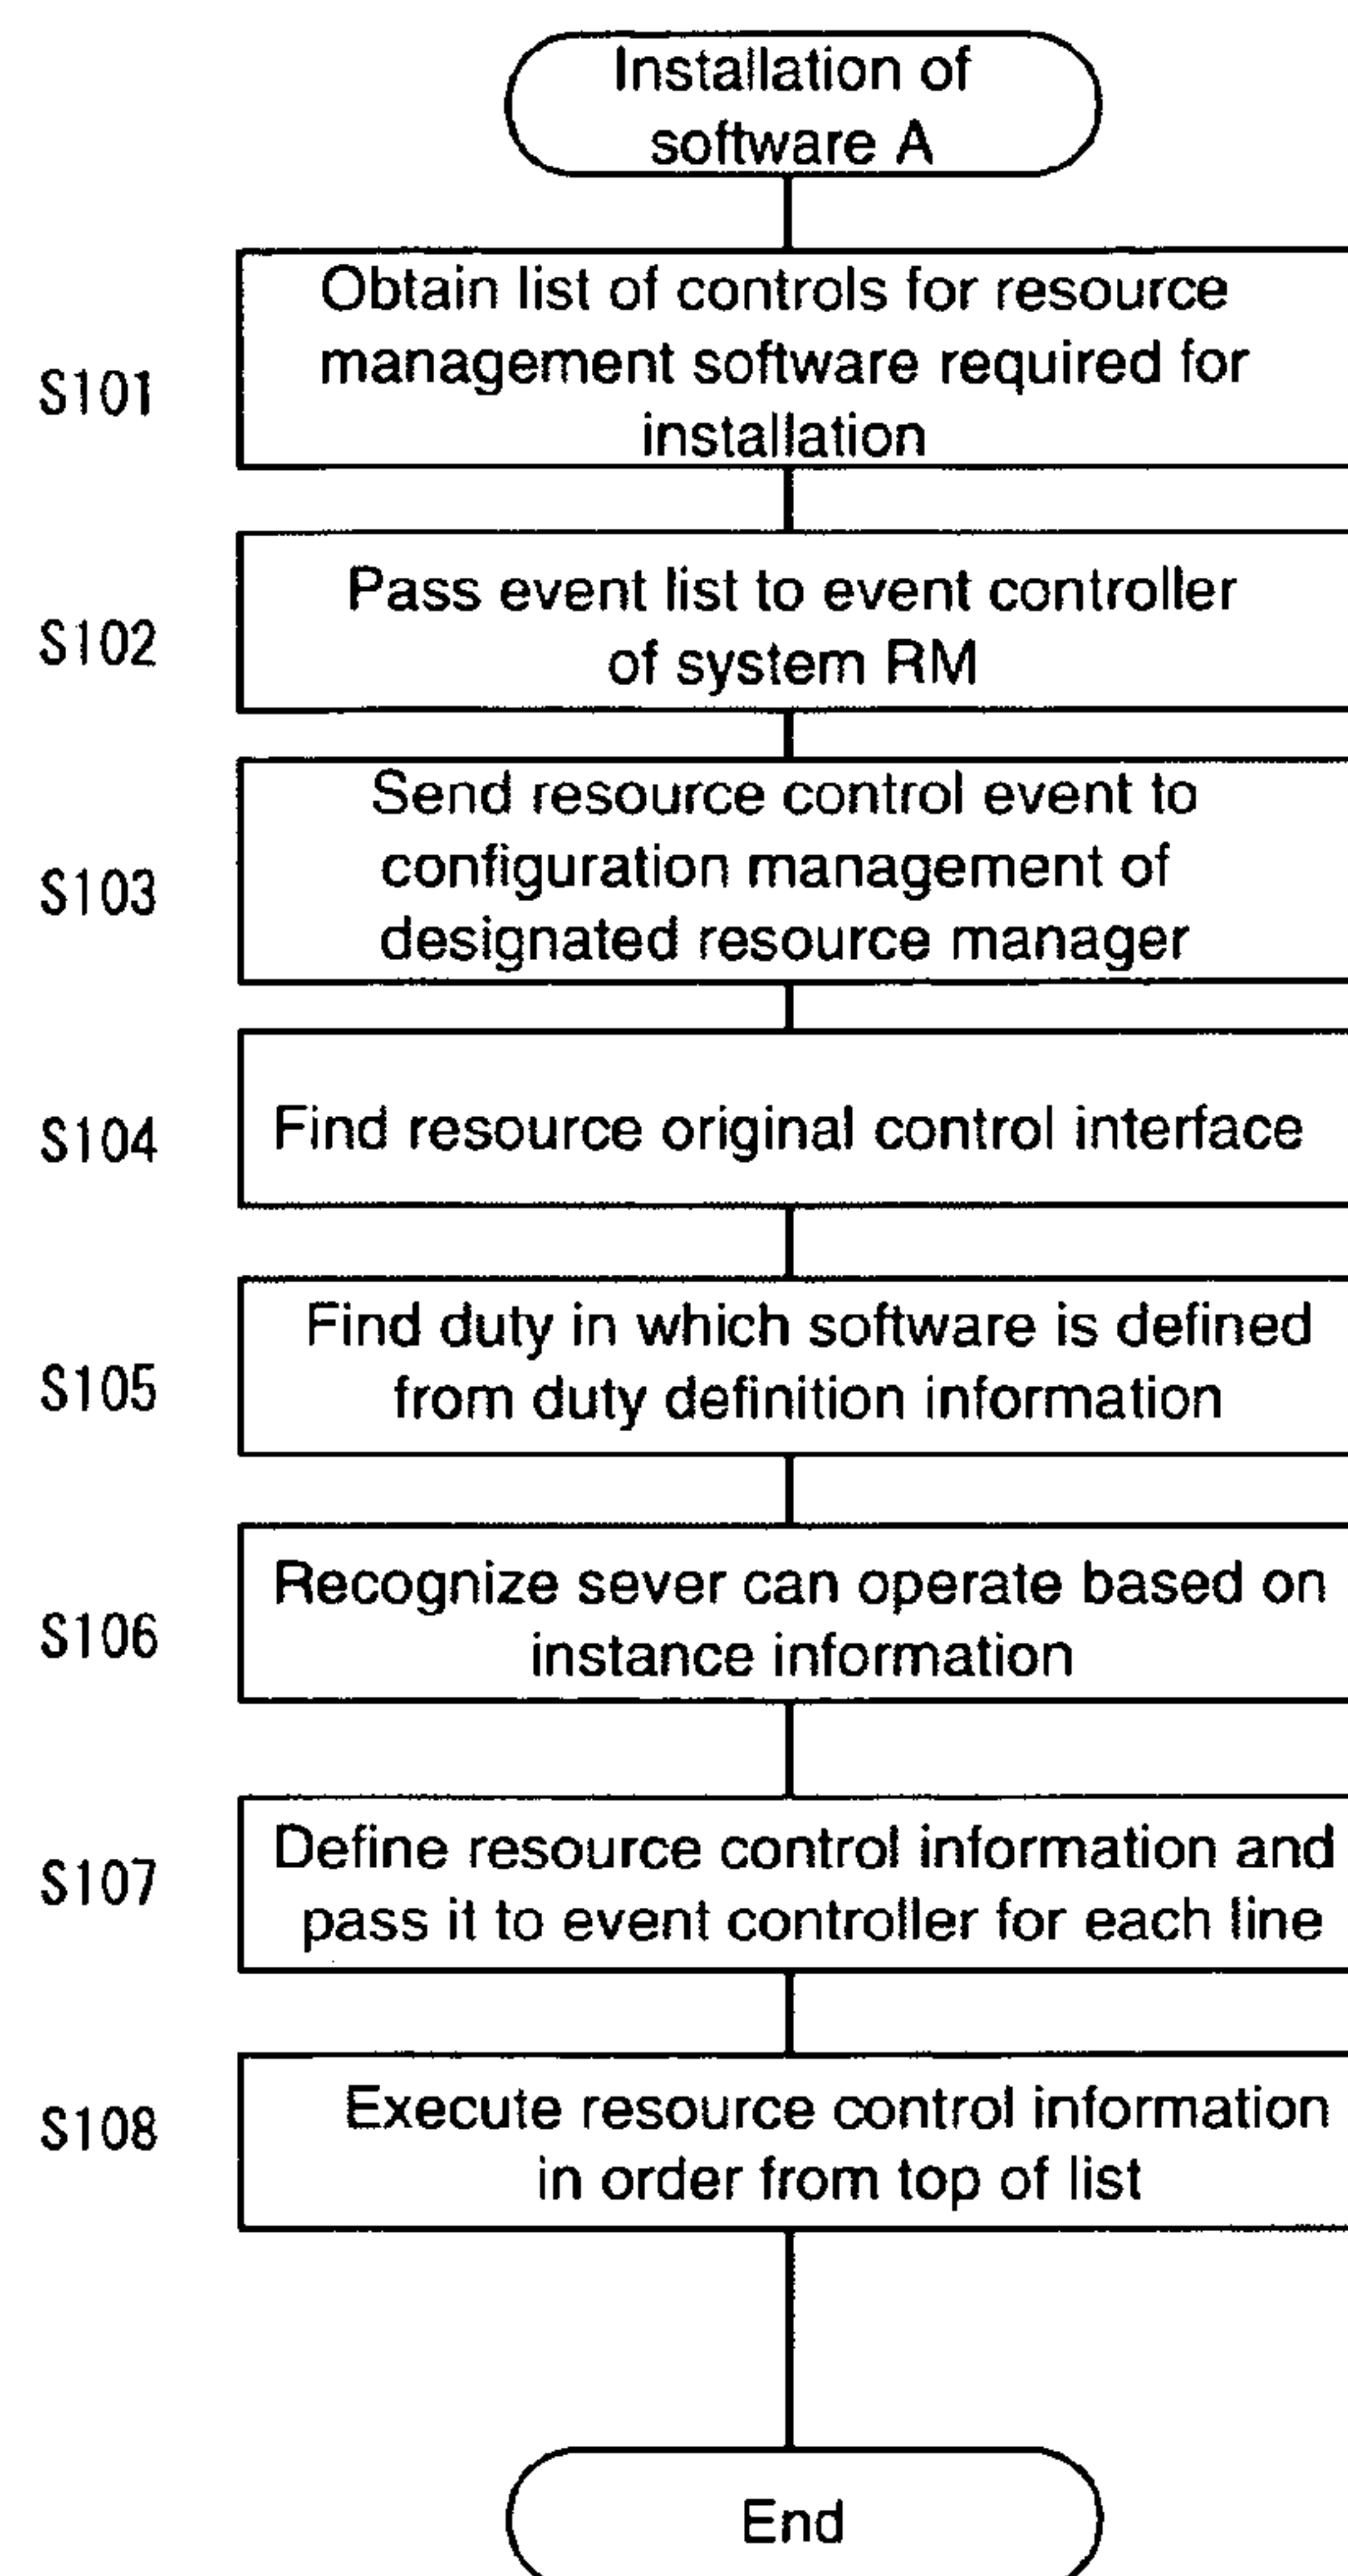 Installation of
software A
S101
Obtain list of controls for resource
management software required for
installation
S102
Pass event list to event controller
of system RM
S103
Send resource control event to
configuration management of
designated resource manager
S104
Find resource original control interface
S105
Find duty in which software is defined
from duty definition information
S106
Recognize sever can operate based on
instance information
S107
Define resource control information and
pass it to event controller for each line
S108
Execute resource control information
in order from top of list
End